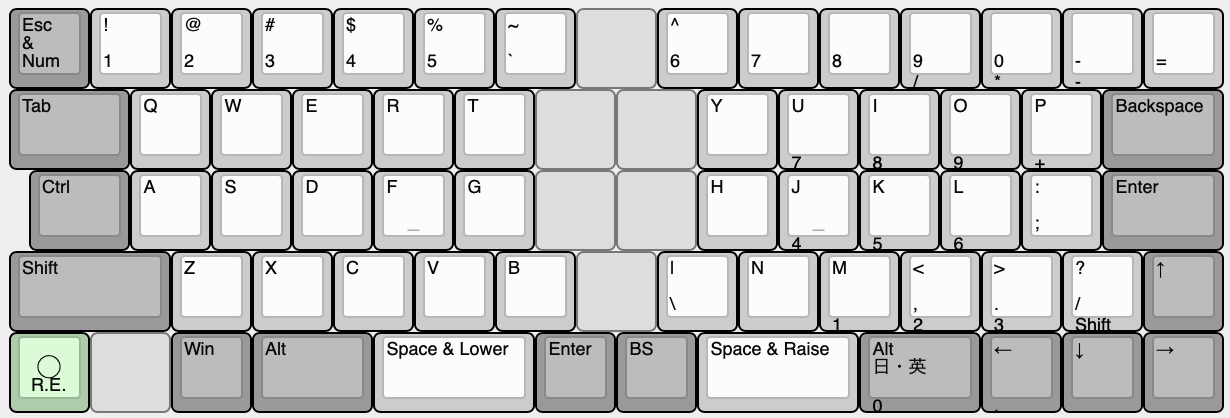 Esc
&
Num
!
1
@
2
#
3
$
4
%
5
~
`
^
6
7
8
9
/
0
*
-
-
=
Tab
Q
W
E
R
T
Y
U
7
I
8
O
9
P
+
Backspace
Ctrl
A
S
D
F
_
G
H
J
_
4
K
5
L
6
:
;
Enter
Shift
Z
X
C
V
B
|
\
N
M
1
<
,
2
>
.
3
?
/
Shift
↑
◯
R.E.
Win
Alt
Space & Lower
Enter
BS
Space & Raise
Alt
日・英
0
←
.
↓
→